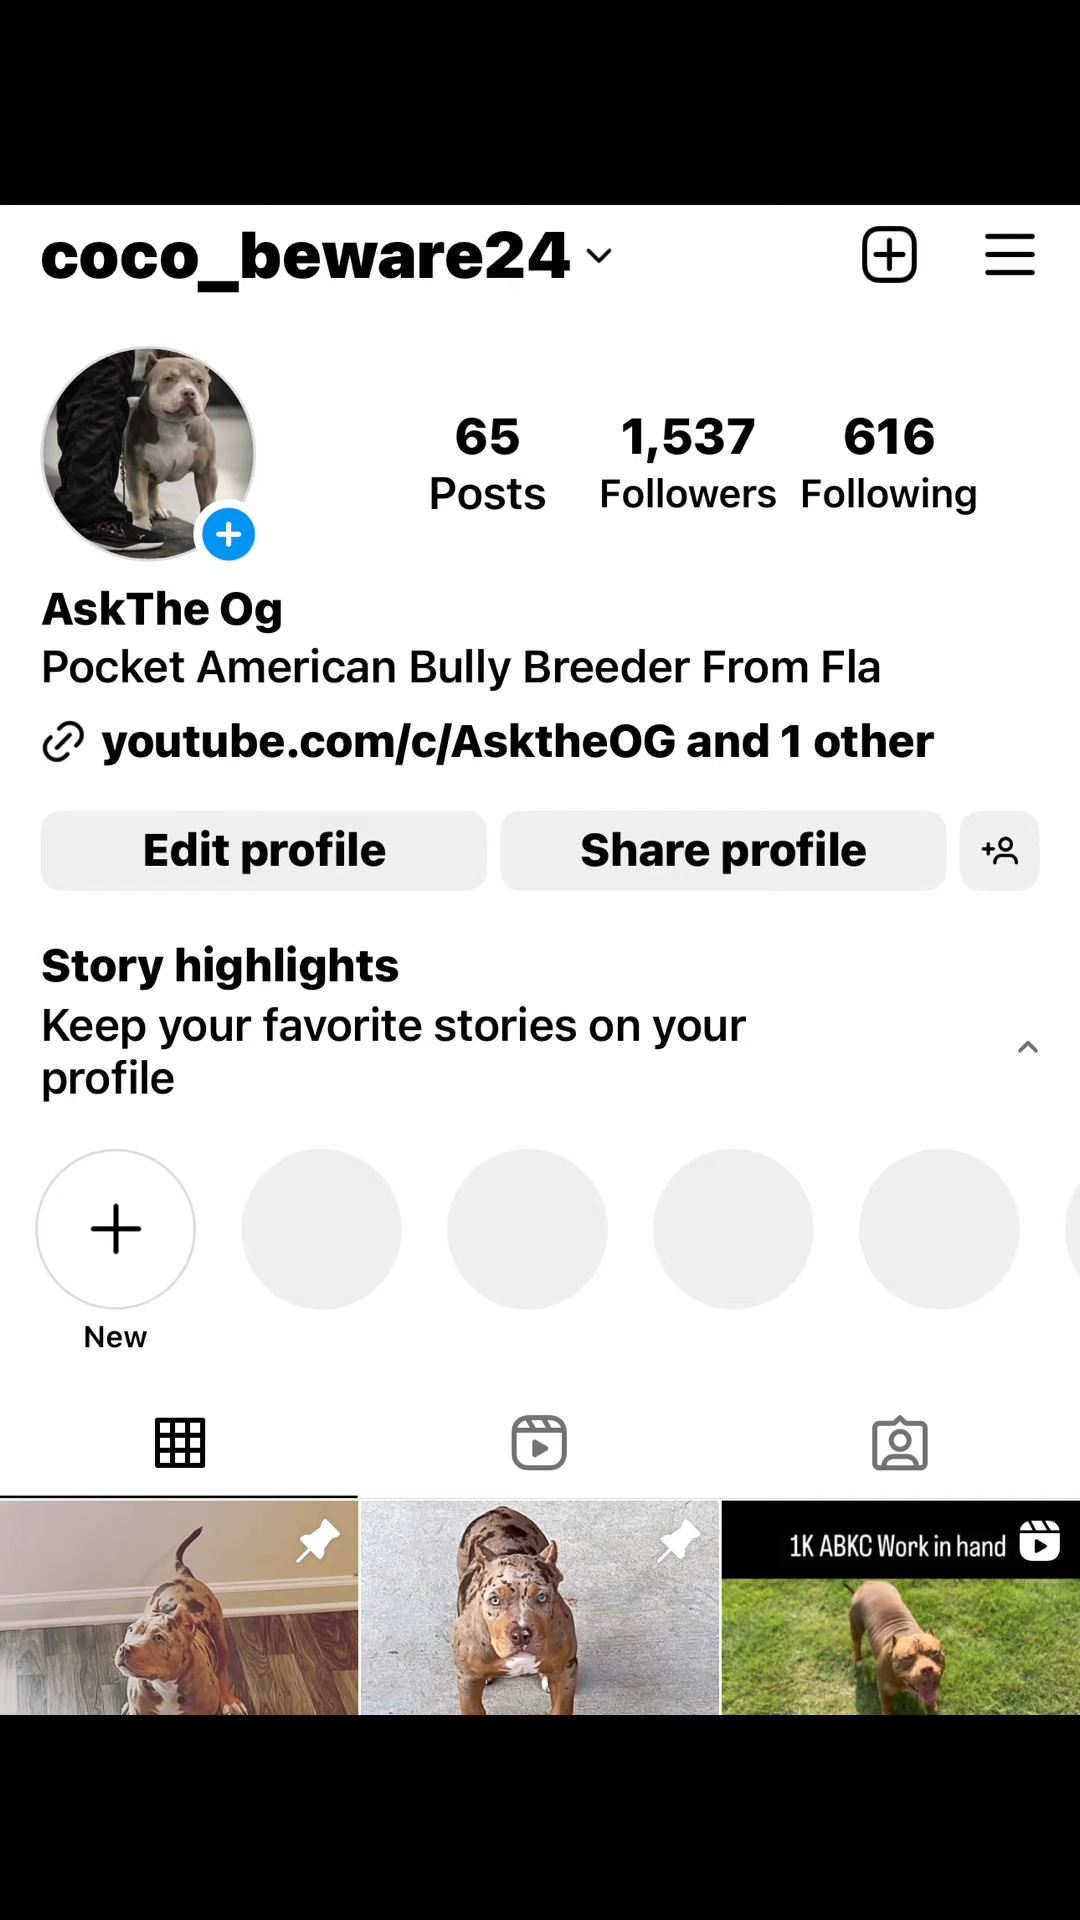 coco_beware24
65 1,537 616
Posts Followers Following
AskThe Og
Pocket American Bully Breeder From Fla
youtube.com/c/AsktheOG and 1 other
Edit profile Share profile
Story highlights
Keep your favorite stories on your
profile
New
1K ABKC Work in hand